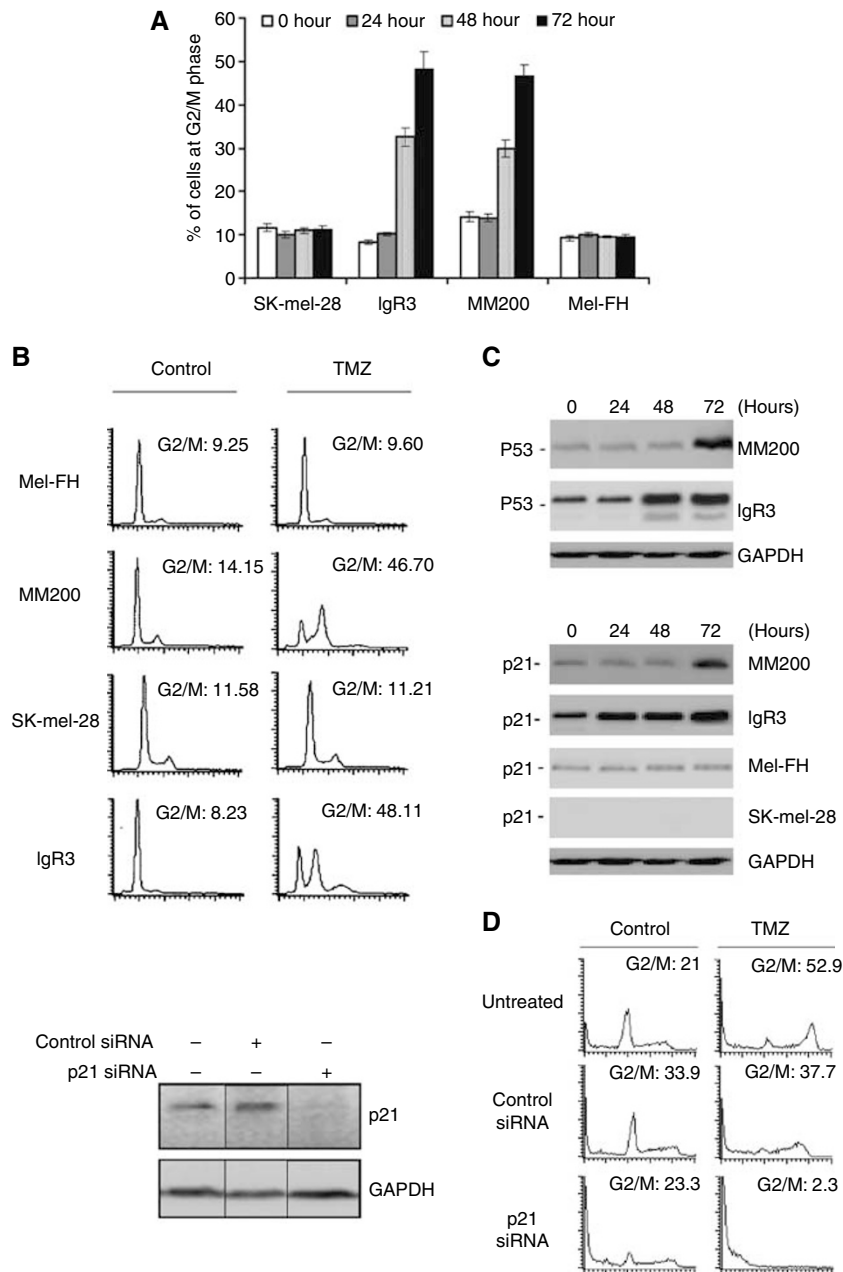 A
0 hour 24 hour 48 hour 72 hour
% of cells at G2/M phase
60
50
40
30
20
10
0
SK-mel-28 IgR3 MM200 Mel-FH
B
Control TMZ
Mel-FH G2/M: 9.25 G2/M: 9.60
MM200 G2/M: 14.15 G2/M: 46.70
SK-mel-28 G2/M: 11.58 G2/M: 11.21
IgR3 G2/M: 8.23 G2/M: 48.11
C
0 24 48 72 (Hours)
P53 - MM200
P53 - IgR3
GAPDH
0 24 48 72 (Hours)
p21- MM200
p21- IgR3
p21 - Mel-FH
p21 - SK-mel-28
GAPDH
Control siRNA – + –
p21 siRNA – – +
p21
GAPDH
D
Control TMZ
Untreated G2/M: 21 G2/M: 52.9
Control siRNA G2/M: 33.9 G2/M: 37.7
p21 siRNA G2/M: 23.3 G2/M: 2.3